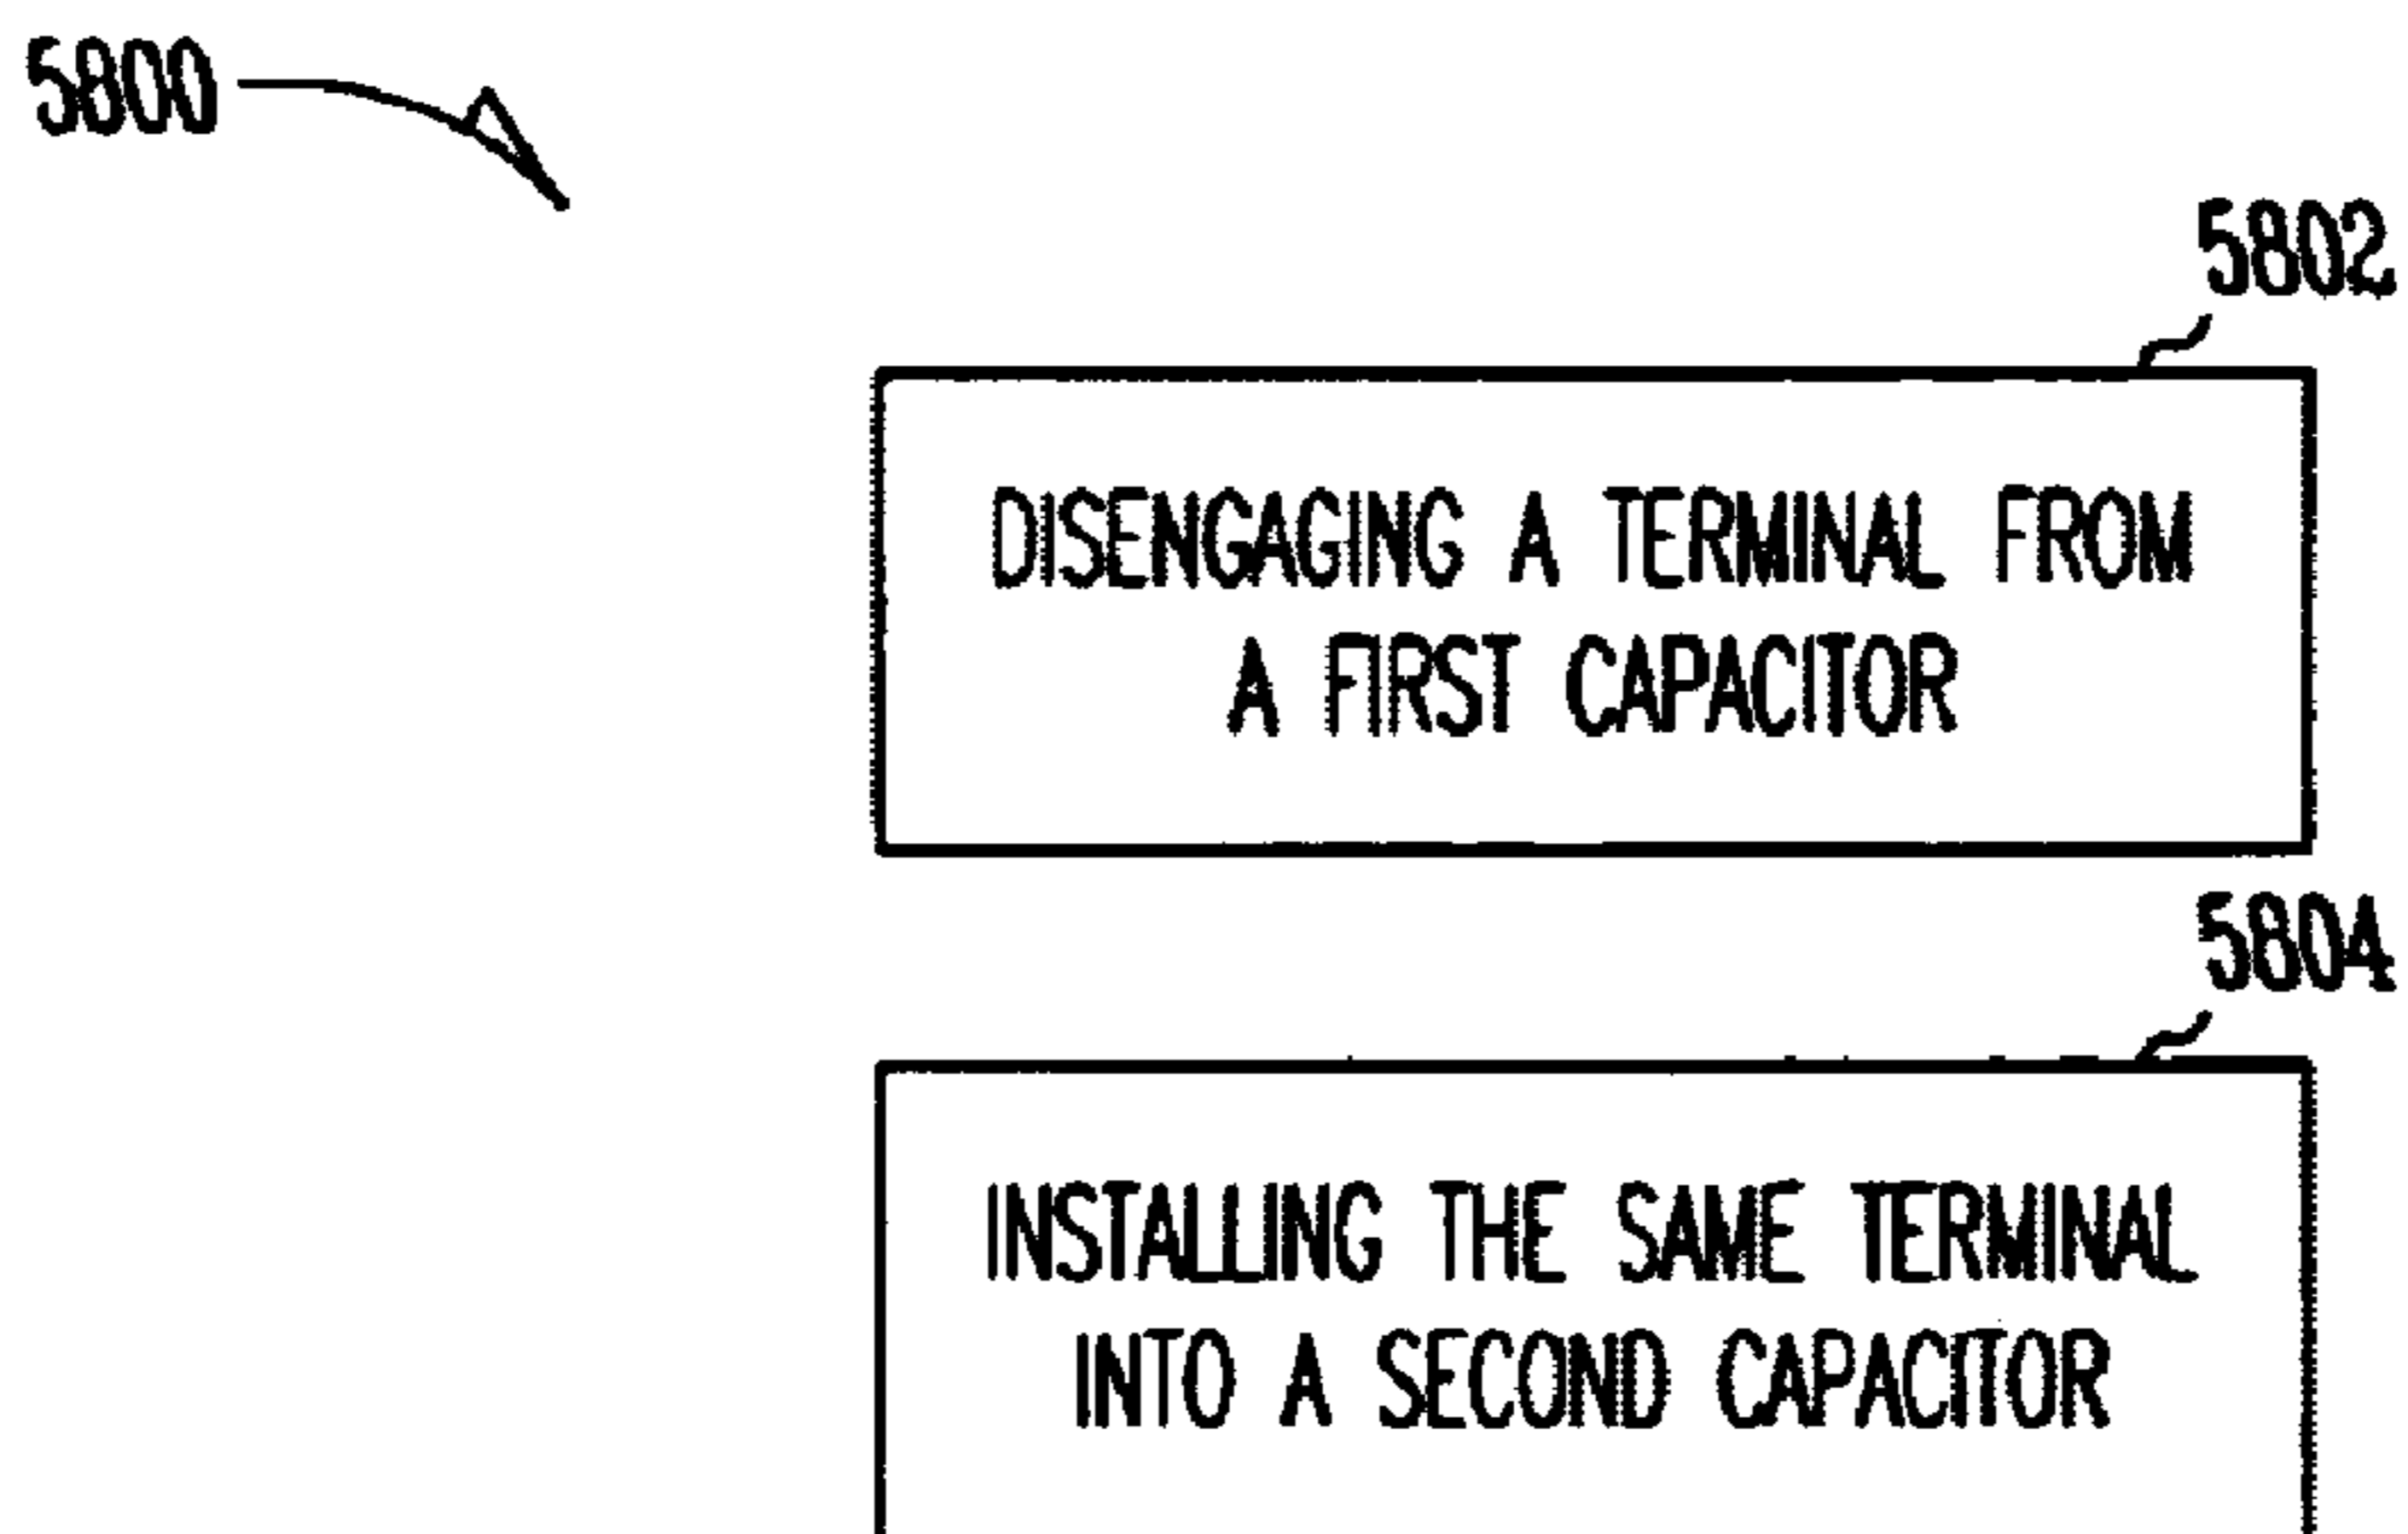 5800
5802
DISENGAGING A TERMINAL FROM
A FIRST CAPACITOR
5804
INSTALLING THE SAME TERMINAL
INTO A SECOND CAPACITOR